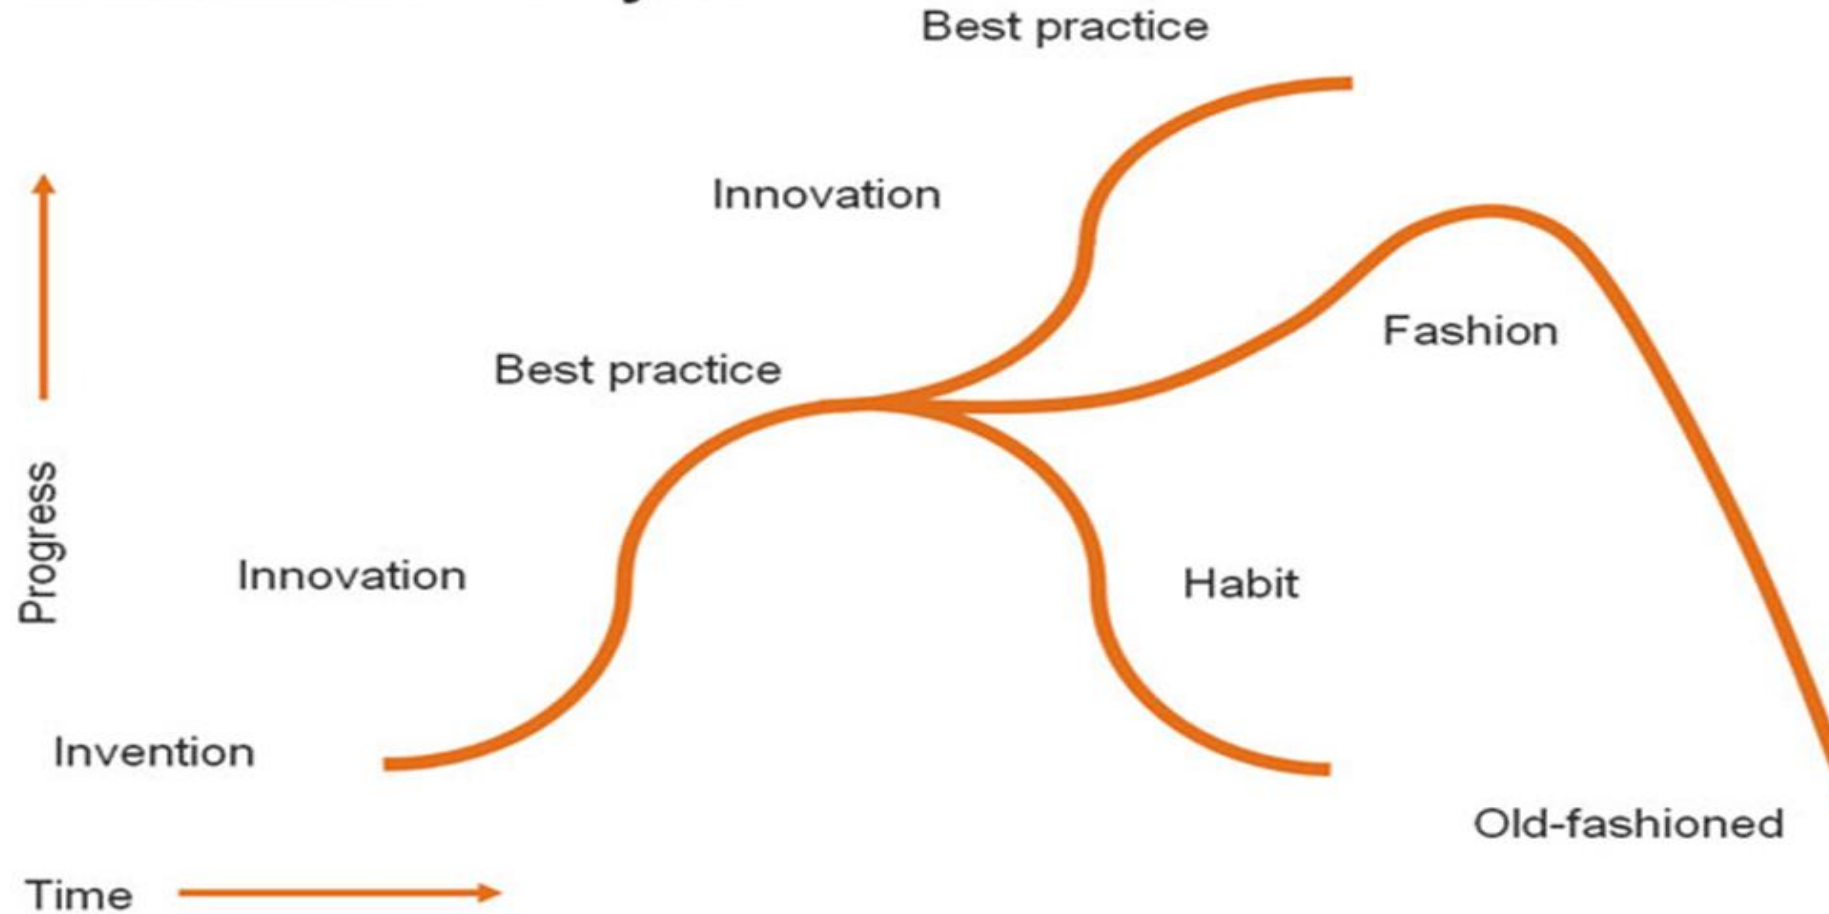 Best practice
Innovation
Fashion
Best practice
Progress
Innovation
Habit
Invention
Old-fashioned
Time